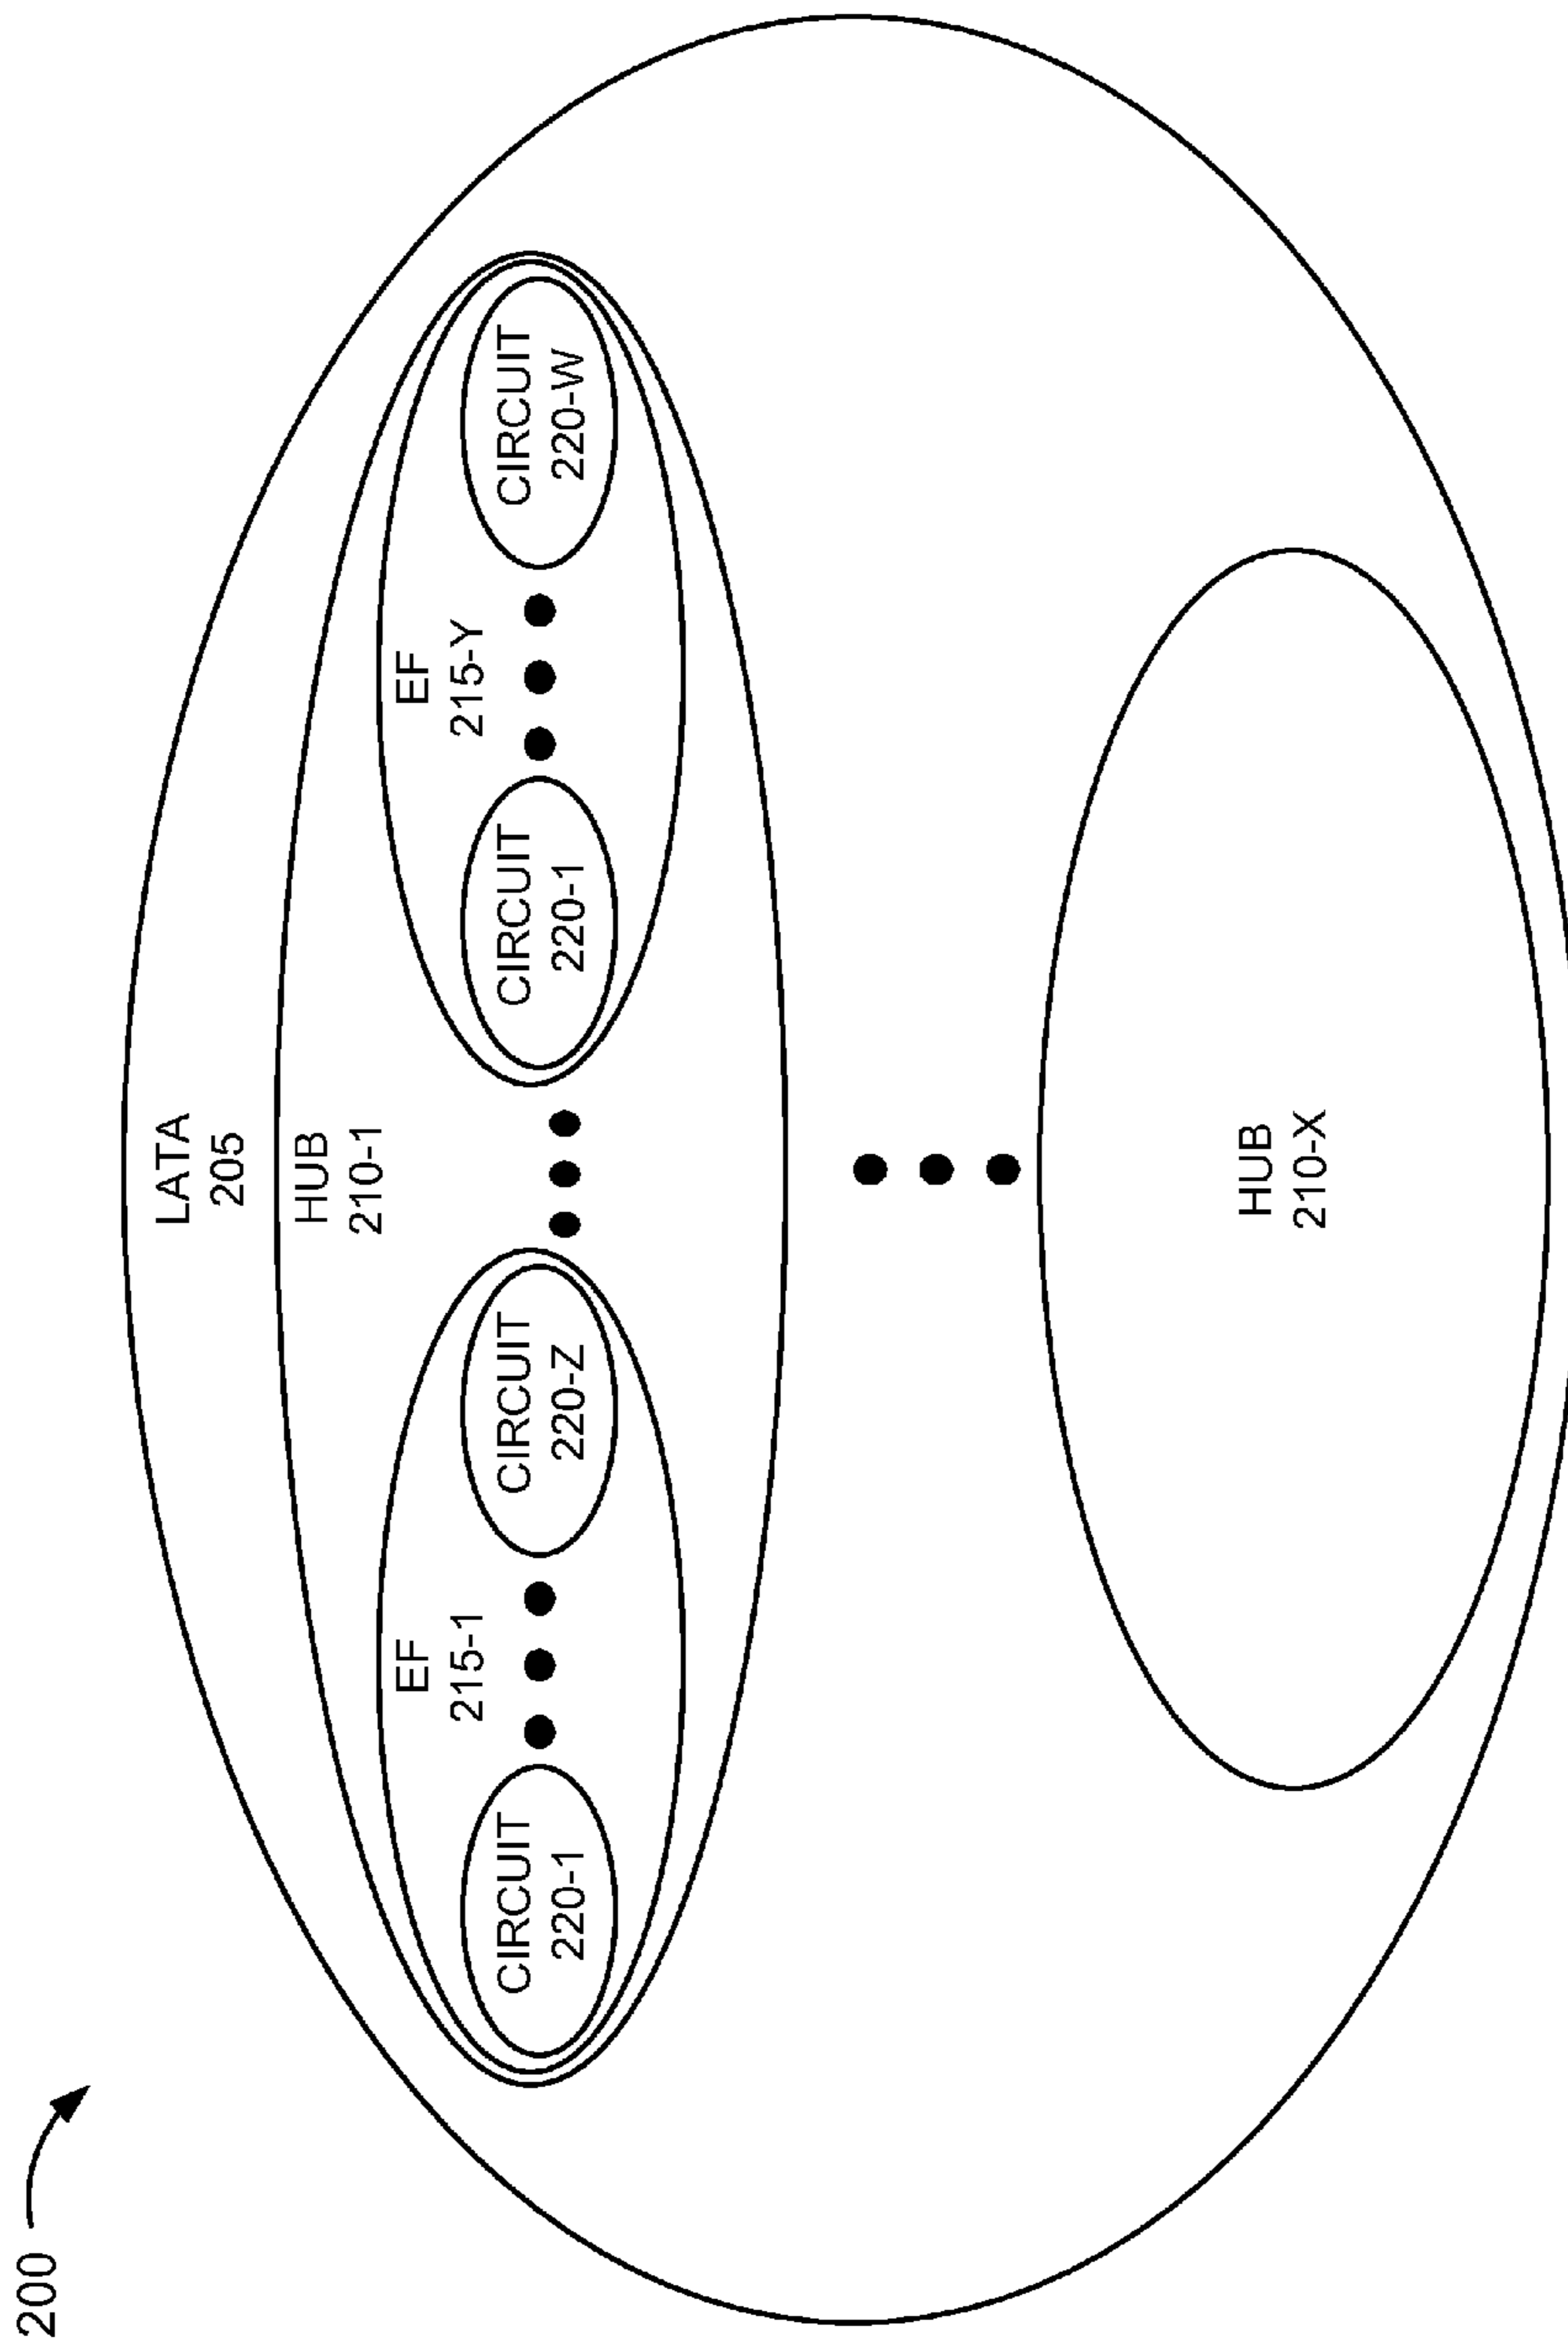 200
LATA
205
HUB
210-1
EF
215-1
CIRCUIT
220-1
CIRCUIT
220-Z
EF
215-Y
CIRCUIT
220-1
CIRCUIT
220-W
HUB
210-X